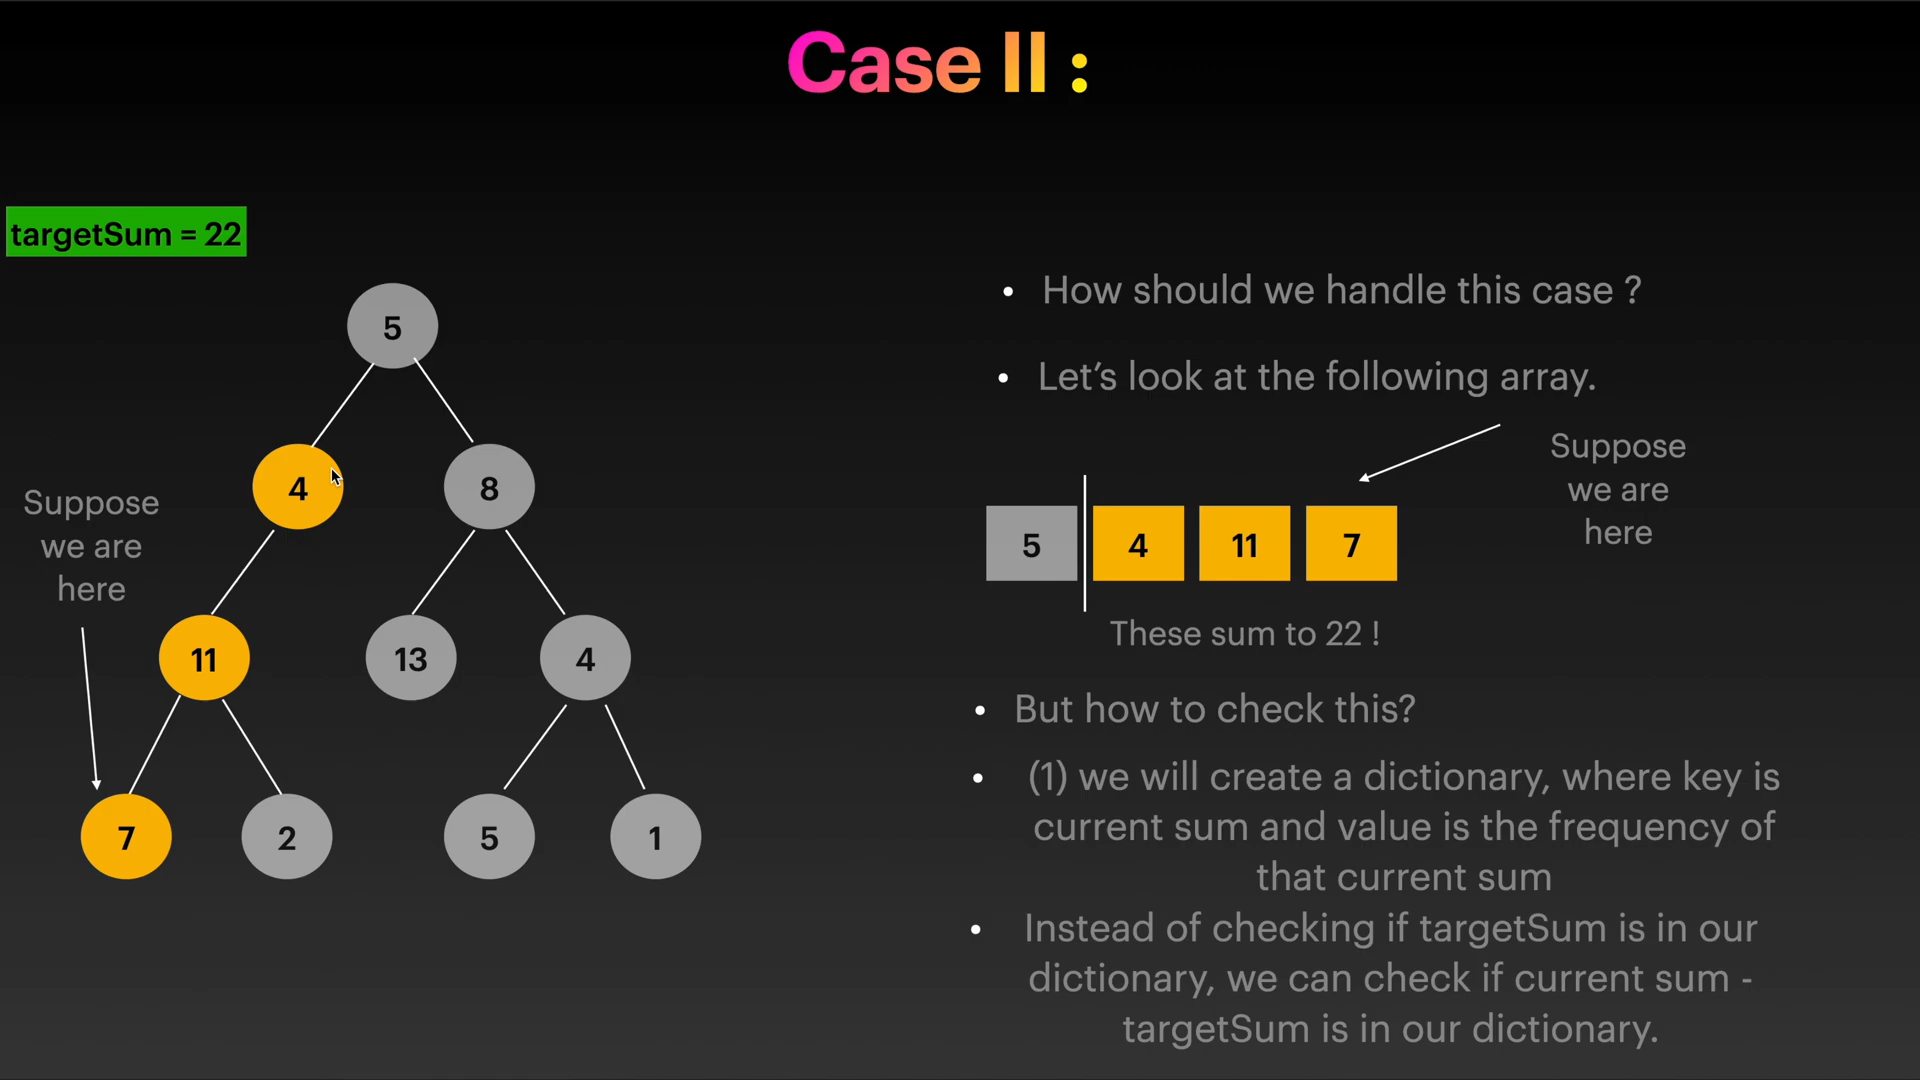 Case II :
targetSum = 22
5
4
8
Suppose
we are
here
11
13
4
7
2
5
1
• How should we handle this case ?
• Let’s look at the following array.
Suppose
we are
here
5 4 11 7
These sum to 22 !
• But how to check this?
• (1) we will create a dictionary, where key is
current sum and value is the frequency of
that current sum
• Instead of checking if targetSum is in our
dictionary, we can check if current sum -
targetSum is in our dictionary.